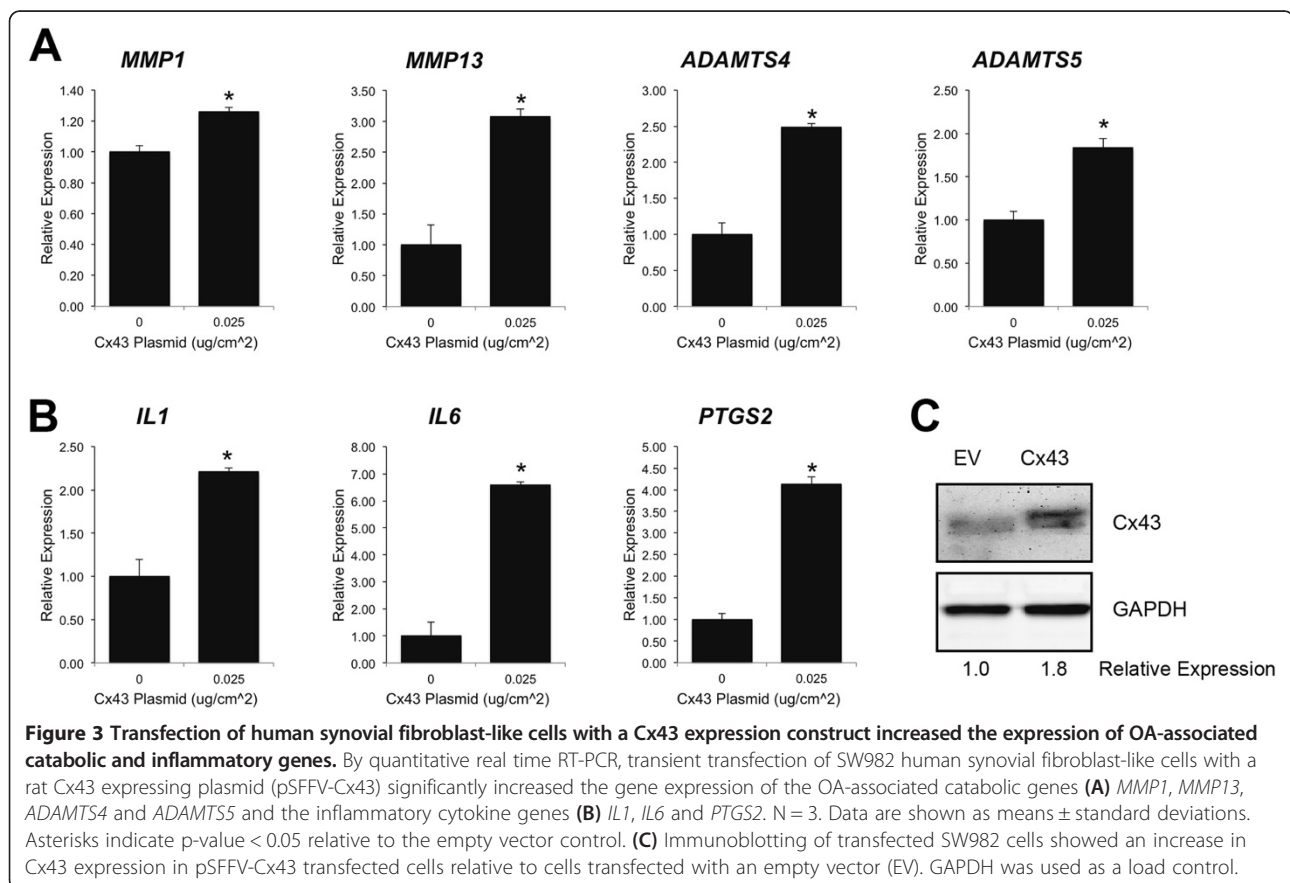 A
MMP1
Relative Expression
1.40
1.20
1.00
0.80
0.60
0.40
0.20
0.00
*
0 0.025
Cx43 Plasmid (ug/cm^2)
MMP13
Relative Expression
3.50
3.00
2.50
2.00
1.50
1.00
0.50
0.00
*
0 0.025
Cx43 Plasmid (ug/cm^2)
ADAMTS4
Relative Expression
3.00
2.50
2.00
1.50
1.00
0.50
0.00
*
0 0.025
Cx43 Plasmid (ug/cm^2)
ADAMTS5
Relative Expression
2.50
2.00
1.50
1.00
0.50
0.00
*
0 0.025
Cx43 Plasmid (ug/cm^2)
B
IL1
Relative Expression
2.50
2.00
1.50
1.00
0.50
0.00
*
0 0.025
Cx43 Plasmid (ug/cm^2)
IL6
Relative Expression
8.00
7.00
6.00
5.00
4.00
3.00
2.00
1.00
0.00
*
0 0.025
Cx43 Plasmid (ug/cm^2)
PTGS2
Relative Expression
5.00
4.50
4.00
3.50
3.00
2.50
2.00
1.50
1.00
0.50
0.00
*
0 0.025
Cx43 Plasmid (ug/cm^2)
C
EV Cx43
Cx43
GAPDH
1.0 1.8 Relative Expression
Figure 3 Transfection of human synovial fibroblast-like cells with a Cx43 expression construct increased the expression of OA-associated
catabolic and inflammatory genes. By quantitative real time RT-PCR, transient transfection of SW982 human synovial fibroblast-like cells with a
rat Cx43 expressing plasmid (pSFFV-Cx43) significantly increased the gene expression of the OA-associated catabolic genes (A) MMP1, MMP13,
ADAMTS4 and ADAMTS5 and the inflammatory cytokine genes (B) IL1, IL6 and PTGS2. N = 3. Data are shown as means ± standard deviations.
Asterisks indicate p-value < 0.05 relative to the empty vector control. (C) Immunoblotting of transfected SW982 cells showed an increase in
Cx43 expression in pSFFV-Cx43 transfected cells relative to cells transfected with an empty vector (EV). GAPDH was used as a load control.